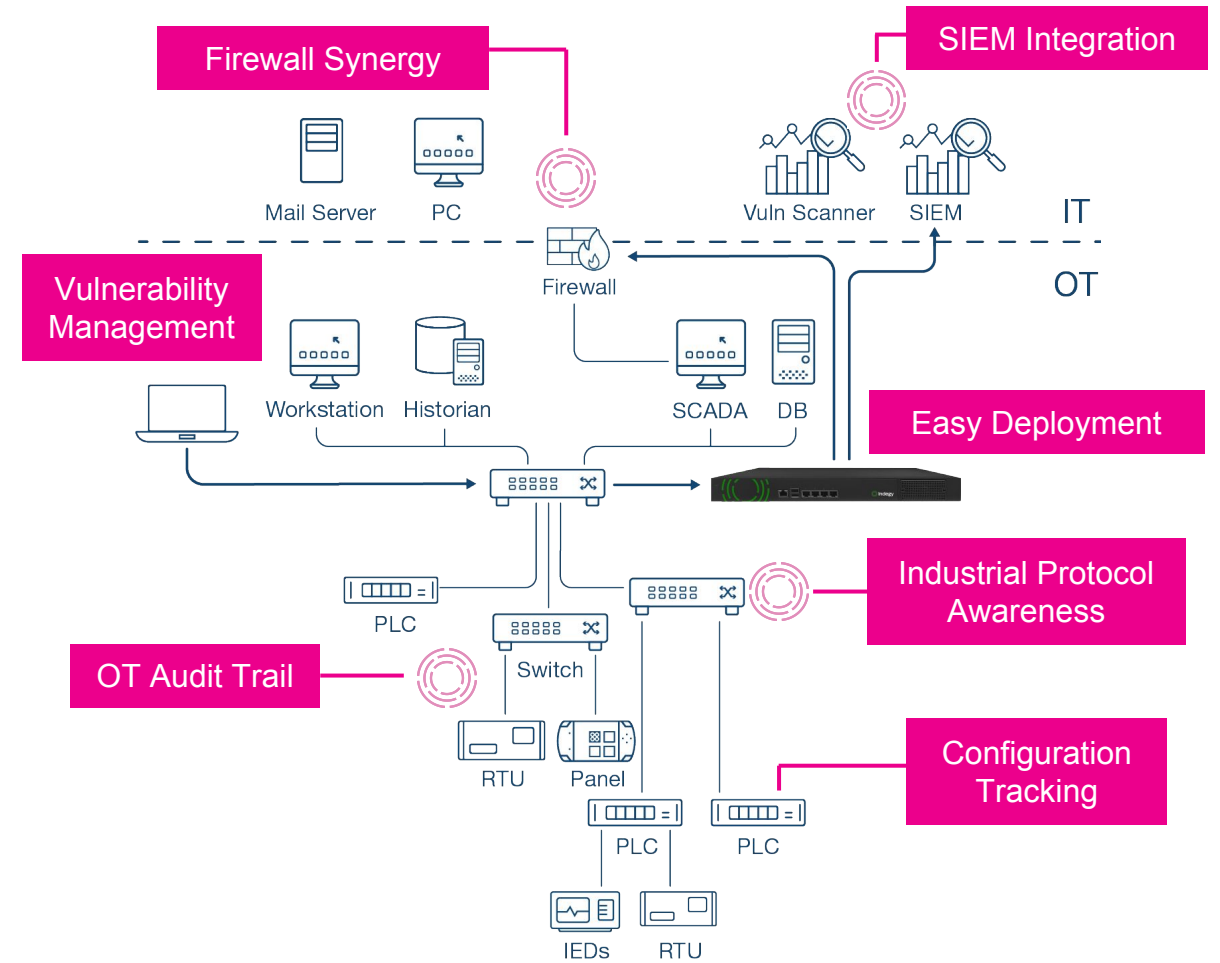 Firewall Synergy
SIEM Integration
Mail Server
PC
Vuln Scanner
SIEM
IT
Firewall
OT
Vulnerability
Management
Workstation
Historian
SCADA
DB
Easy Deployment
indegy
PLC
Switch
Industrial Protocol
Awareness
OT Audit Trail
RTU
Panel
Configuration
Tracking
PLC
PLC
IEDs
RTU